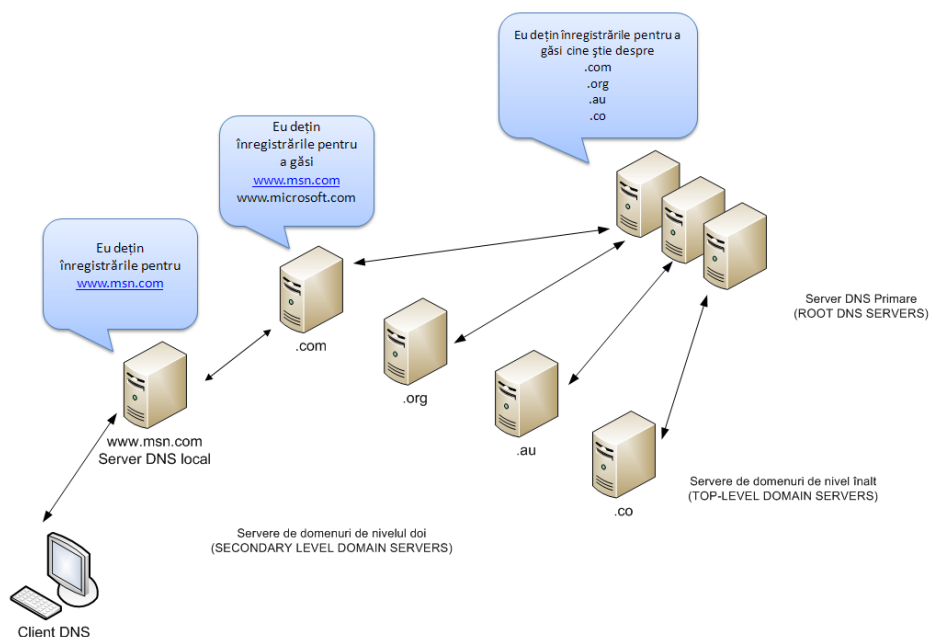 Eu dețin înregistrările pentru a
găsi cine ştie despre
.com
.org
.au
.co
Eu dețin
înregistrările pentru
a găsi
www.msn.com
www.microsoft.com
Eu dețin
înregistrările pentru
www.msn.com
Server DNS Primare
(ROOT DNS SERVERS)
.com
.org
www.msn.com
Server DNS local
.au
Servere de domenuri de nivel înalt
(TOP-LEVEL DOMAIN SERVERS)
.co
Servere de domenuri de nivelul doi
(SECONDARY LEVEL DOMAIN SERVERS)
Client DNS